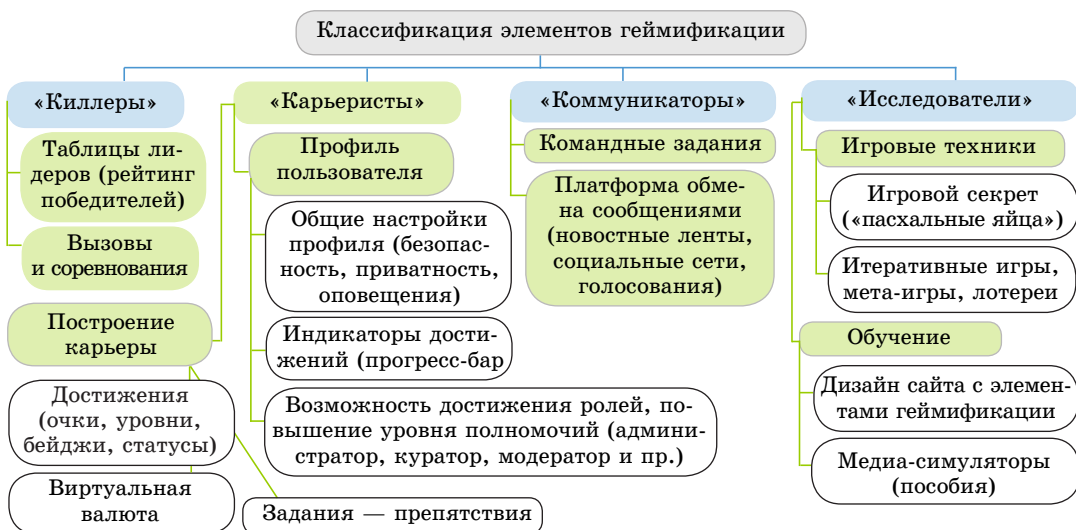 Классификация элементов геймификации
«Киллеры»
Таблицы ли-
деров (рейтинг
победителей)
Вызовы
и соревнования
«Карьеристы»
Построение
карьеры
Достижения
(очки, уровни,
бейджи, статусы)
Виртуальная
валюта
Задания — препятствия
Профиль
пользователя
Общие настройки
профиля (безопас-
ность, приватность,
оповещения)
Индикаторы дости-
жений (прогресс-бар
Возможность достижения ролей, по-
вышение уровня полномочий (админи-
стратор, куратор, модератор и пр.)
«Коммуникаторы»
Командные задания
Платформа обме-
на сообщениями
(новостные ленты,
социальные сети,
голосования)
«Исследователи»
Игровые техники
Игровой секрет
(«пасхальные яйца»)
Итеративные игры,
мета-игры, лотереи
Обучение
Дизайн сайта с элемен-
тами геймификации
Медиа-симуляторы
(пособия)